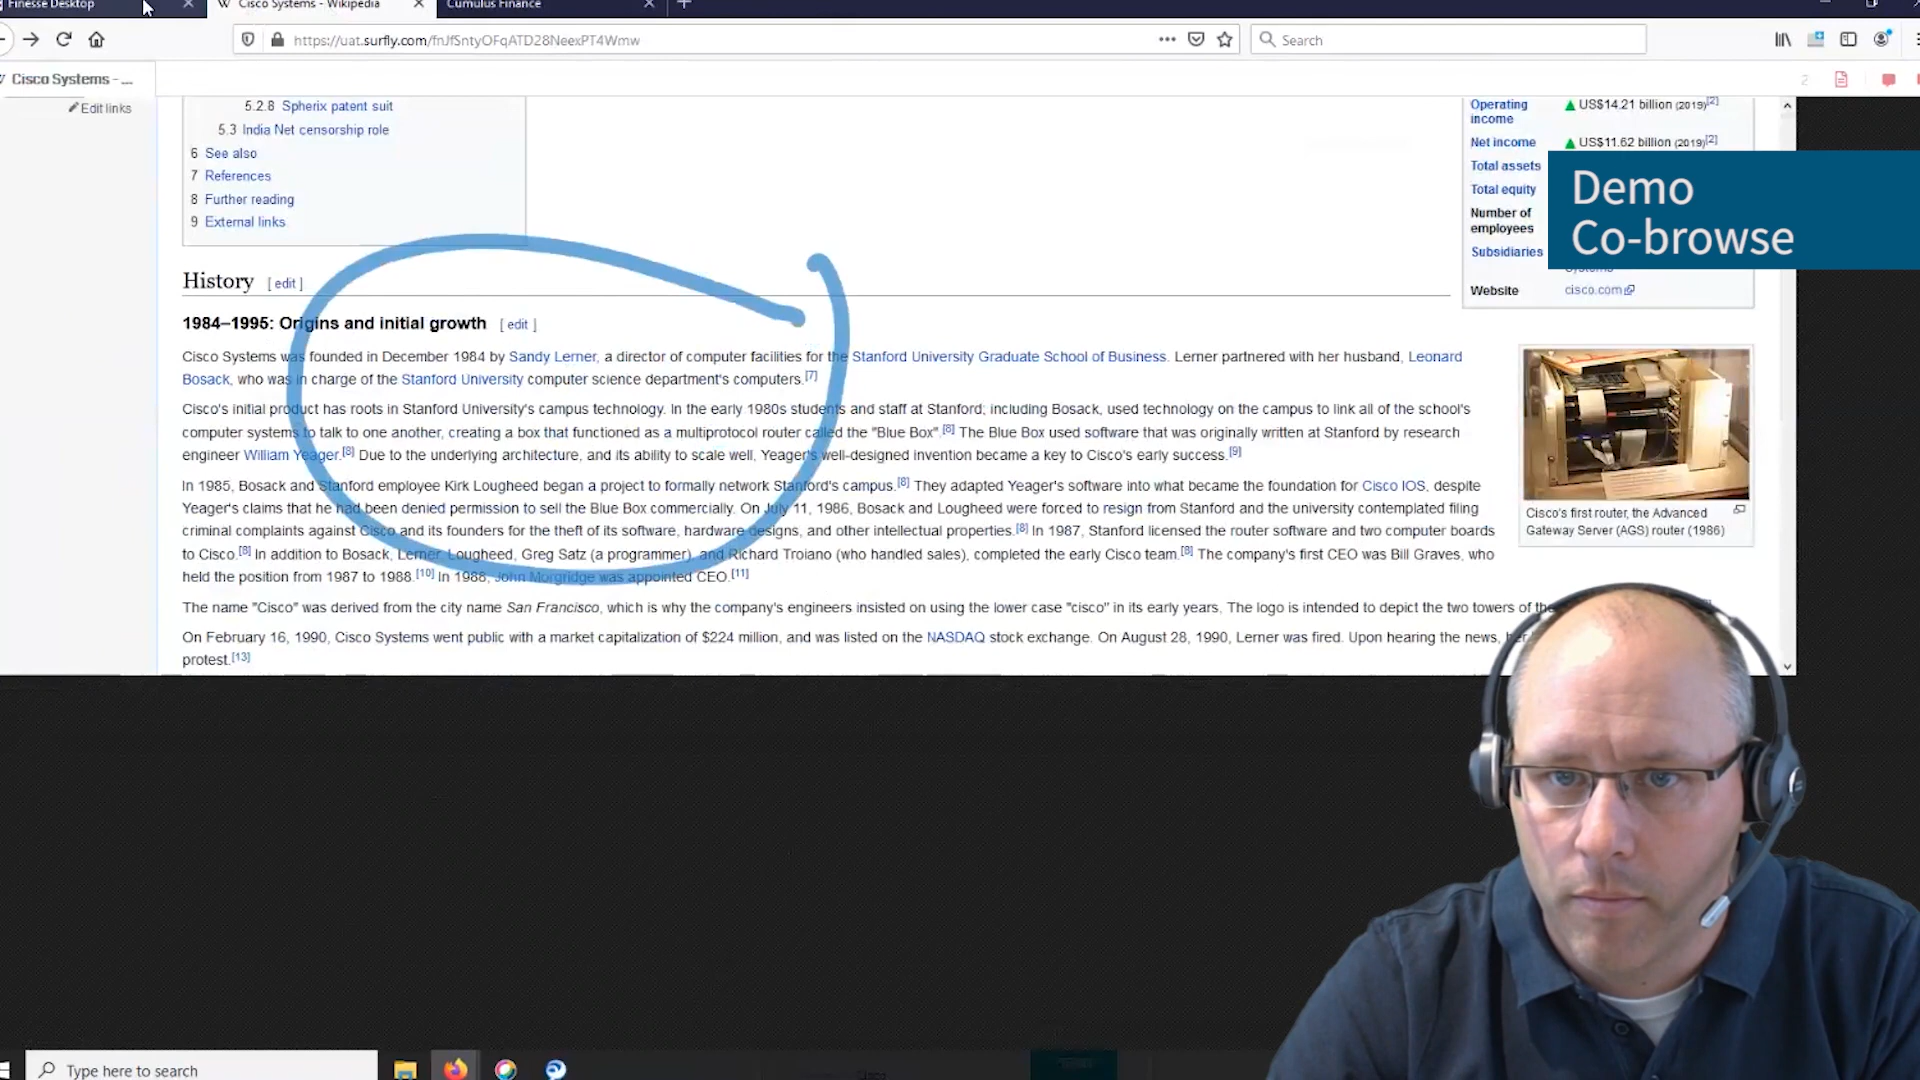 Finesse Desktop
Cisco Systems - Wikipedia
Cumulus Finance
https://uat.surfly.com/fnJfSntyOFqATD28NeexPT4Wmw
Search
Cisco Systems - ...
2
Edit links
5.2.8 Spherix patent suit
5.3 India Net censorship role
6 See also
7 References
8 Further reading
9 External links
Operating income
US$14.21 billion (2019)[2]
Net income
US$11.62 billion (2019)[2]
Total assets
Total equity
Number of employees
Subsidiaries
Systems
Website
cisco.com
Demo
Co-browse
History [ edit ]
1984–1995: Origins and initial growth [ edit ]
Cisco Systems was founded in December 1984 by Sandy Lerner, a director of computer facilities for the Stanford University Graduate School of Business. Lerner partnered with her husband, Leonard
Bosack, who was in charge of the Stanford University computer science department's computers.[7]
Cisco's initial product has roots in Stanford University's campus technology. In the early 1980s students and staff at Stanford; including Bosack, used technology on the campus to link all of the school's
computer systems to talk to one another, creating a box that functioned as a multiprotocol router called the "Blue Box".[8] The Blue Box used software that was originally written at Stanford by research
engineer William Yeager.[8] Due to the underlying architecture, and its ability to scale well, Yeager's well-designed invention became a key to Cisco's early success.[9]
In 1985, Bosack and Stanford employee Kirk Lougheed began a project to formally network Stanford's campus.[8] They adapted Yeager's software into what became the foundation for Cisco IOS, despite
Yeager's claims that he had been denied permission to sell the Blue Box commercially. On July 11, 1986, Bosack and Lougheed were forced to resign from Stanford and the university contemplated filing
criminal complaints against Cisco and its founders for the theft of its software, hardware designs, and other intellectual properties.[8] In 1987, Stanford licensed the router software and two computer boards
to Cisco.[8] In addition to Bosack, Lerner, Lougheed, Greg Satz (a programmer), and Richard Troiano (who handled sales), completed the early Cisco team.[8] The company's first CEO was Bill Graves, who
held the position from 1987 to 1988.[10] In 1988, John Morgridge was appointed CEO.[11]
The name "Cisco" was derived from the city name San Francisco, which is why the company's engineers insisted on using the lower case "cisco" in its early years. The logo is intended to depict the two towers of the
On February 16, 1990, Cisco Systems went public with a market capitalization of $224 million, and was listed on the NASDAQ stock exchange. On August 28, 1990, Lerner was fired. Upon hearing the news, her
protest.[13]
Cisco's first router, the Advanced
Gateway Server (AGS) router (1986)
Type here to search